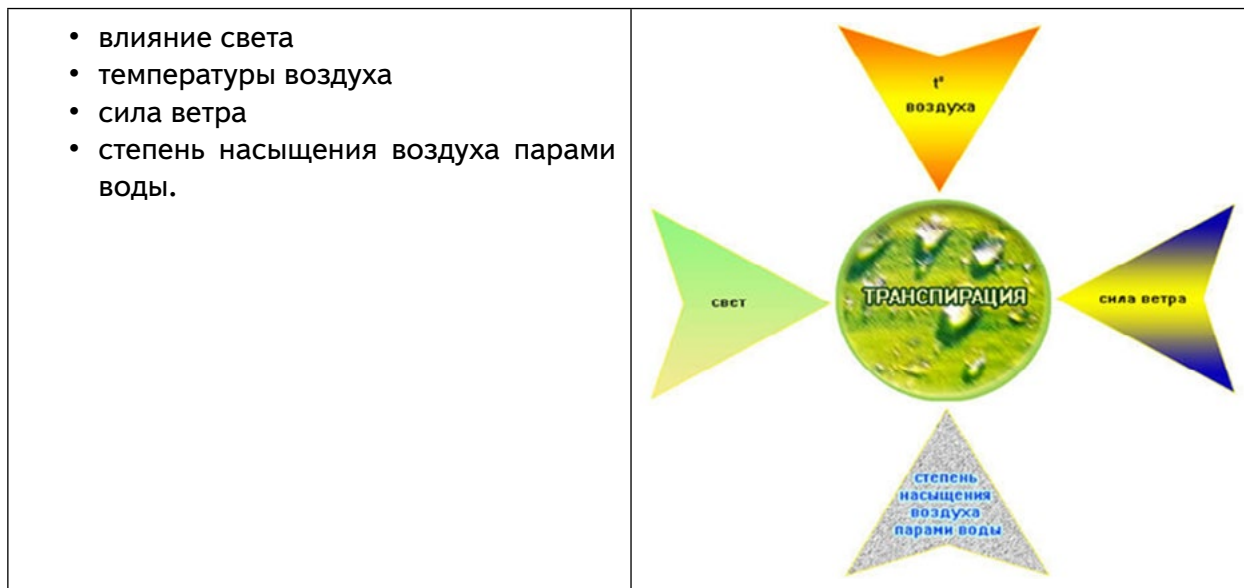 • влияние света
• температуры воздуха
• сила ветра
• степень насыщения воздуха парами
воды.
t°
воздуха
свет
ТРАНСПИРАЦИЯ
сила ветра
степень
насыщения
воздуха
парами воды